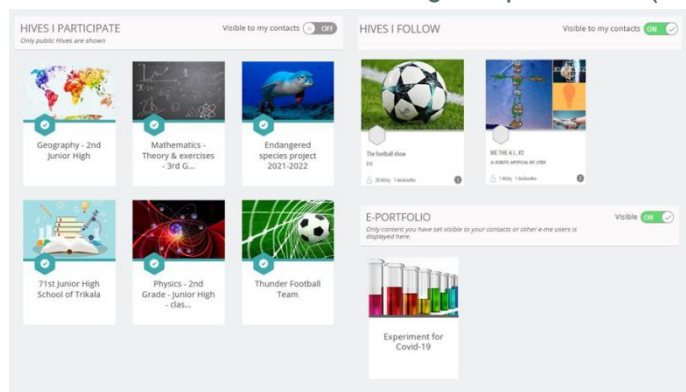 HIVES I PARTICIPATE
Visible to my contacts OFF
Only public Hives are shown
Geography - 2nd
Junior High
Mathematics -
Theory & exercises
- 3rd G...
Endangered
species project
2021-2022
71st Junior High
School of Trikala
Physics - 2nd
Grade - Junior High
- clas...
Thunder Football
Team
HIVES I FOLLOW
Visible to my contacts ON
The football show
ME THE A.I., #2
E-PORTFOLIO
Visible ON
Only content you have set visible to your contacts or other e-me users is
displayed here.
Experiment for
Covid-19